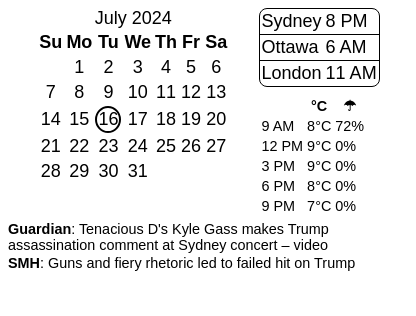 July 2024
Su Mo Tu We Th Fr Sa
1 2 3 4 5 6
7 8 9 10 11 12 13
14 15 16 17 18 19 20
21 22 23 24 25 26 27
28 29 30 31
Sydney 8 PM
Ottawa 6 AM
London 11 AM
°C ☂
9 AM 8°C 72%
12 PM 9°C 0%
3 PM 9°C 0%
6 PM 8°C 0%
9 PM 7°C 0%
Guardian: Tenacious D's Kyle Gass makes Trump
assassination comment at Sydney concert – video
SMH: Guns and fiery rhetoric led to failed hit on Trump